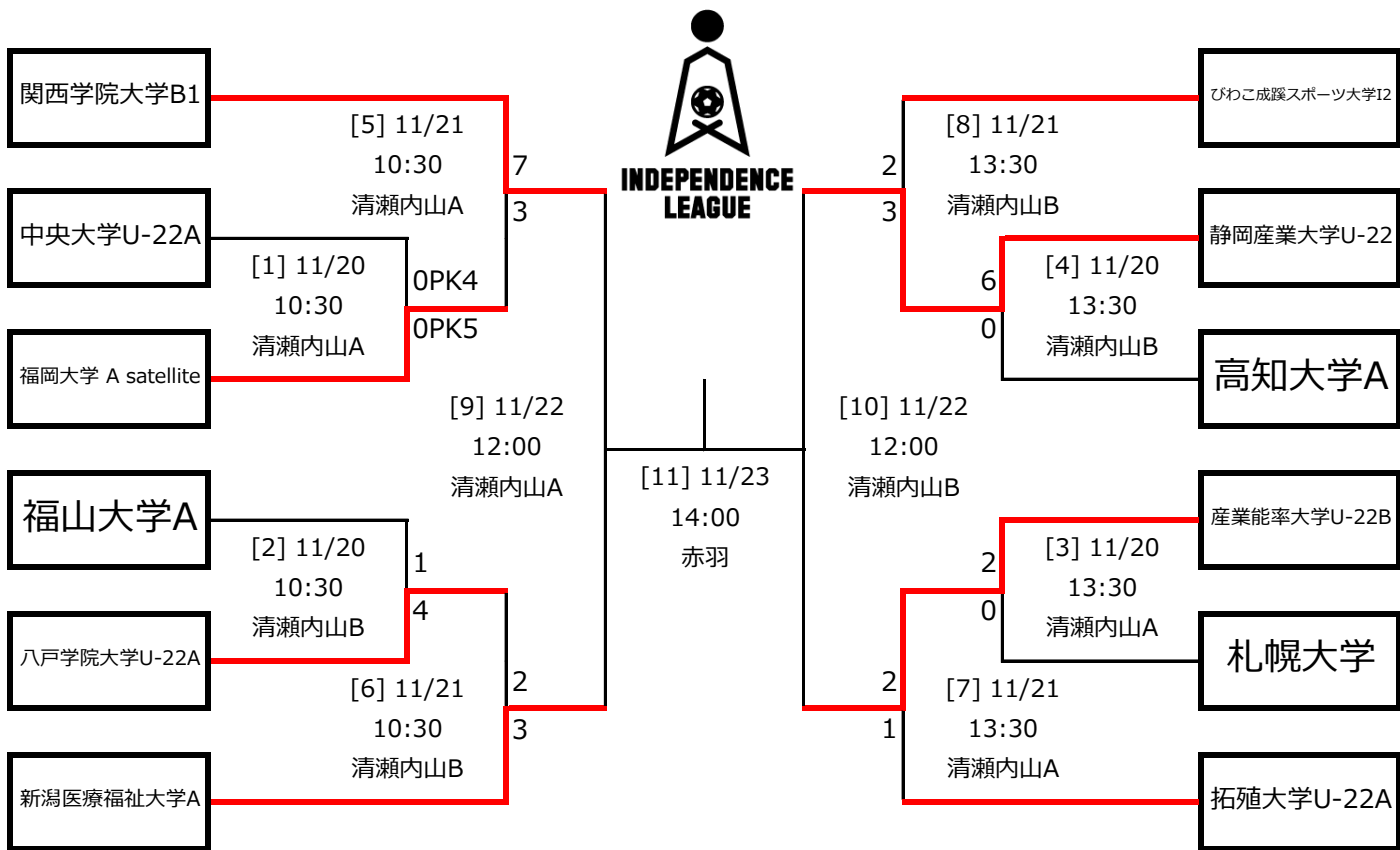 関西学院大学B1
中央大学U-22A
福岡大学 A satellite
福山大学A
八戸学院大学U-22A
新潟医療福祉大学A
[5] 11/21
10:30
清瀬内山A
7
3
[1] 11/20
10:30
清瀬内山A
0PK4
0PK5
[9] 11/22
12:00
清瀬内山A
[2] 11/20
10:30
清瀬内山B
1
4
[6] 11/21
10:30
清瀬内山B
2
3
INDEPENDENCE
LEAGUE
[11] 11/23
14:00
赤羽
2
3
[8] 11/21
13:30
清瀬内山B
6
0
[4] 11/20
13:30
清瀬内山B
[10] 11/22
12:00
清瀬内山B
2
0
[3] 11/20
13:30
清瀬内山A
2
1
[7] 11/21
13:30
清瀬内山A
びわこ成蹊スポーツ大学I2
静岡産業大学U-22
高知大学A
産業能率大学U-22B
札幌大学
拓殖大学U-22A